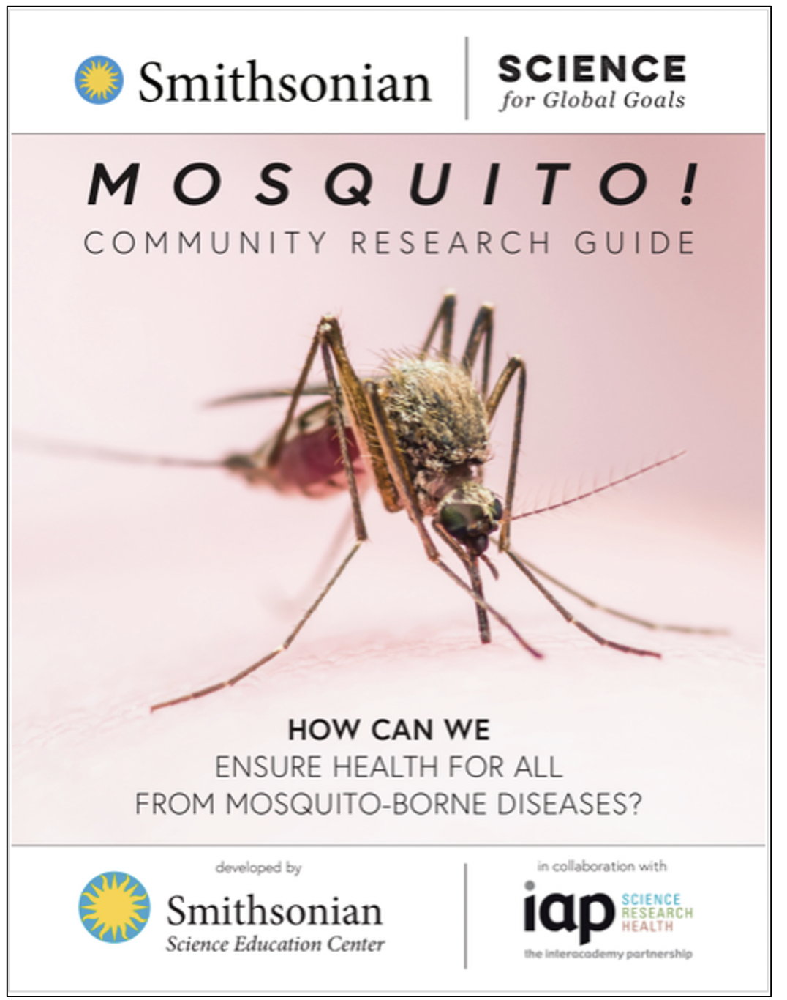 Smithsonian
SCIENCE
for Global Goals
MOSQUITO!
COMMUNITY RESEARCH GUIDE
HOW CAN WE
ENSURE HEALTH FOR ALL
FROM MOSQUITO-BORNE DISEASES?
developed by
Smithsonian
Science Education Center
in collaboration with
iap SCIENCE
RESEARCH
HEALTH
the interacademy partnership